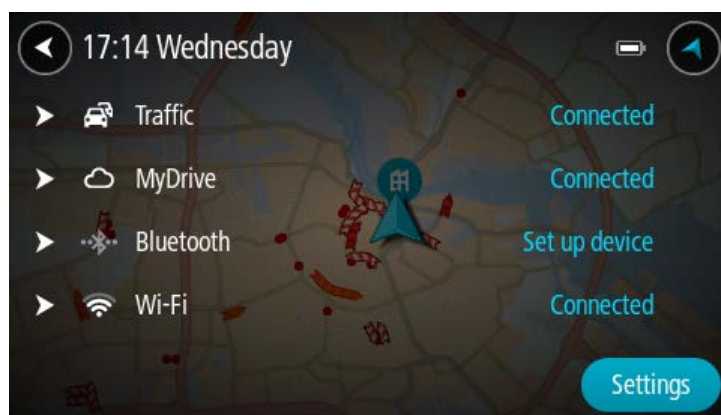 17:14 Wednesday
Traffic Connected
MyDrive Connected
Bluetooth Set up device
Wi-Fi Connected
Settings